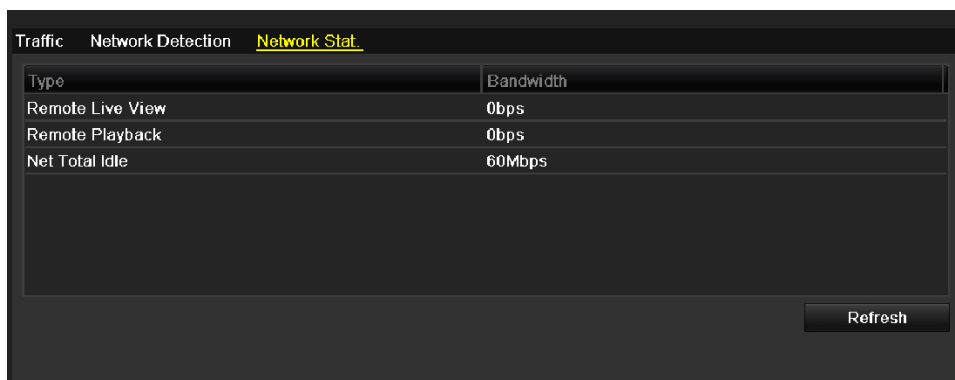 Traffic Network Detection Network Stat.
Type Bandwidth
Remote Live View 0bps
Remote Playback 0bps
Net Total Idle 60Mbps
Refresh